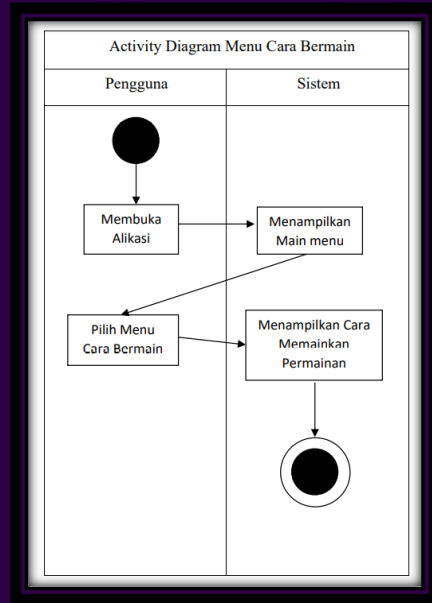 Activity Diagram Menu Cara Bermain
Pengguna
Sistem
Membuka
Alikasi
Menampilkan
Main menu
Pilih Menu
Cara Bermain
Menampilkan Cara
Memainkan
Permainan